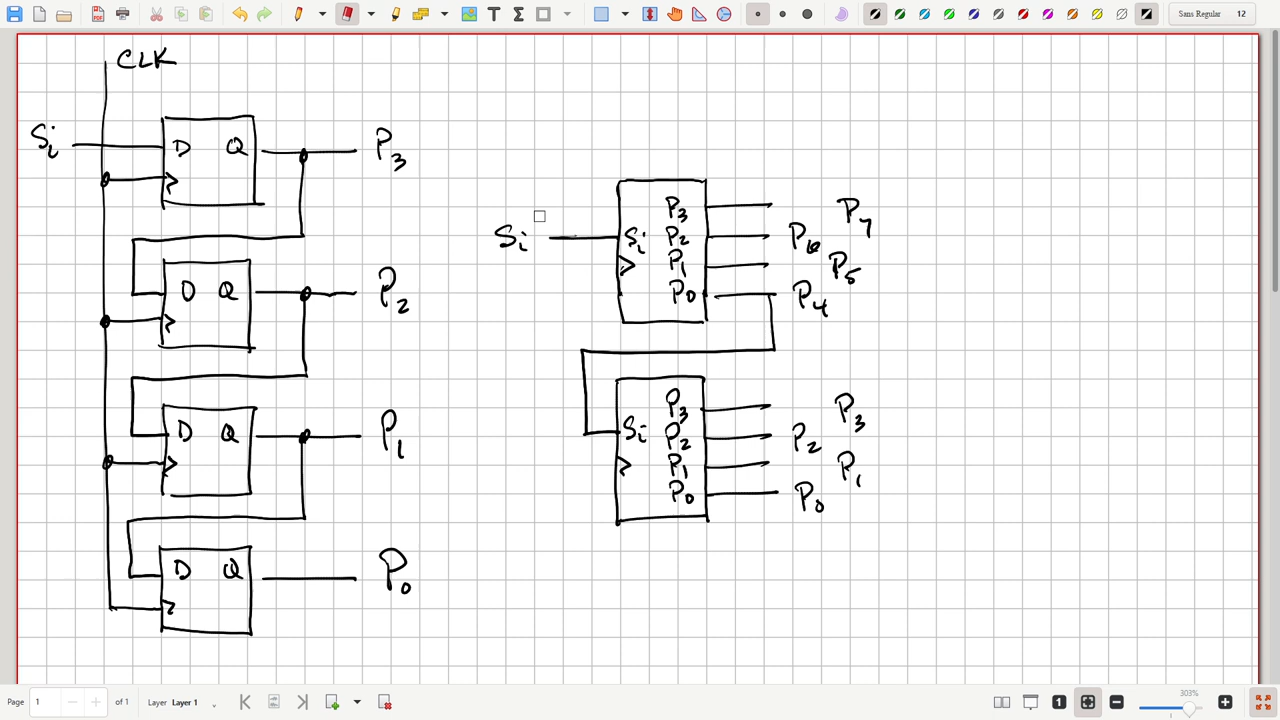 Sans Regular 12
CLK
Si D Q P3
D Q P2
D Q P1
D Q P0
Si Si P3 P2 P1 P0 P7 P6 P5 P4
Si P3 P2 P1 P0 P3 P2 P1 P0
Page 1 of 1 Layer Layer 1 303%